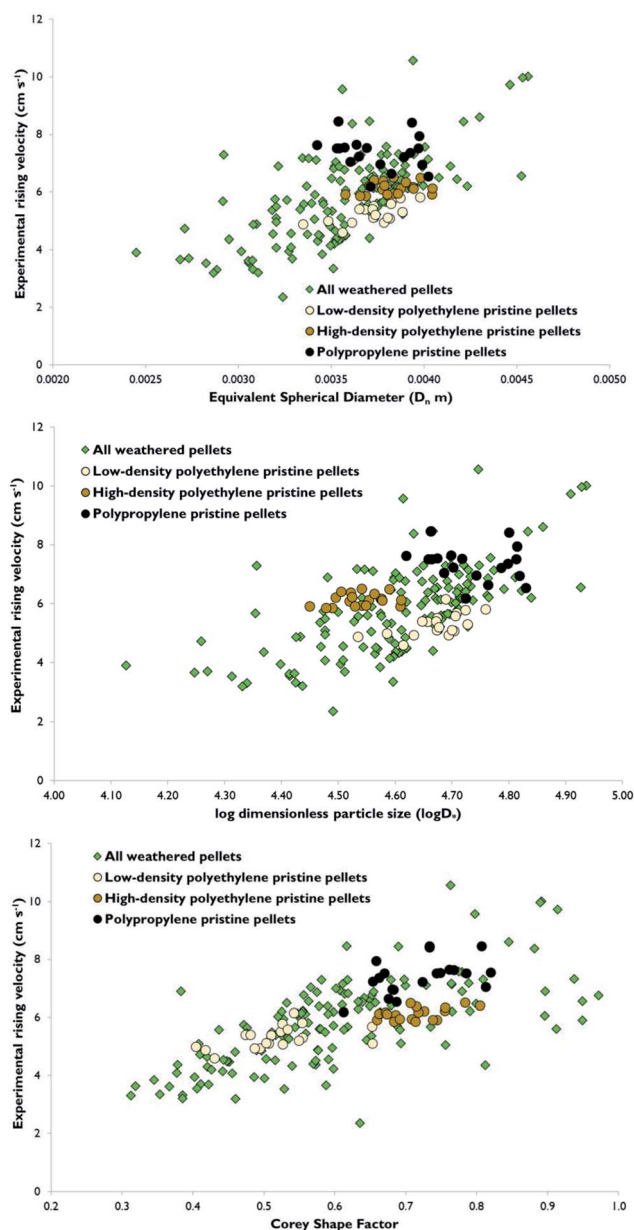 12
10
8
6
4
2
0
Experimental rising velocity (cm s⁻¹)
All weathered pellets
Low-density polyethylene pristine pellets
High-density polyethylene pristine pellets
Polypropylene pristine pellets
0.0020 0.0025 0.0030 0.0035 0.0040 0.0045 0.0050
Equivalent Spherical Diameter (Dₙ m)
12
10
8
6
4
2
0
Experimental rising velocity (cm s⁻¹)
All weathered pellets
Low-density polyethylene pristine pellets
High-density polyethylene pristine pellets
Polypropylene pristine pellets
4.00 4.10 4.20 4.30 4.40 4.50 4.60 4.70 4.80 4.90 5.00
log dimensionless particle size (logD*)
12
10
8
6
4
2
0
Experimental rising velocity (cm s⁻¹)
All weathered pellets
Low-density polyethylene pristine pellets
High-density polyethylene pristine pellets
Polypropylene pristine pellets
0.2 0.3 0.4 0.5 0.6 0.7 0.8 0.9 1.0
Corey Shape Factor